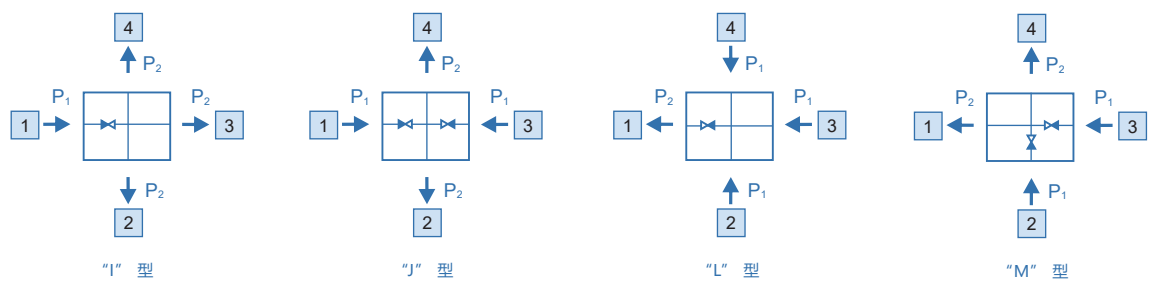 4 4 4 4
P₂ P₂ P₁ P₂
P₁ P₂ P₁ P₁ P₂ P₁ P₂ P₁
1 3 1 3 1 3 1 3
P₂ P₂ P₁ P₁
2 2 2 2
“I” 型 “J” 型 “L” 型 “M” 型